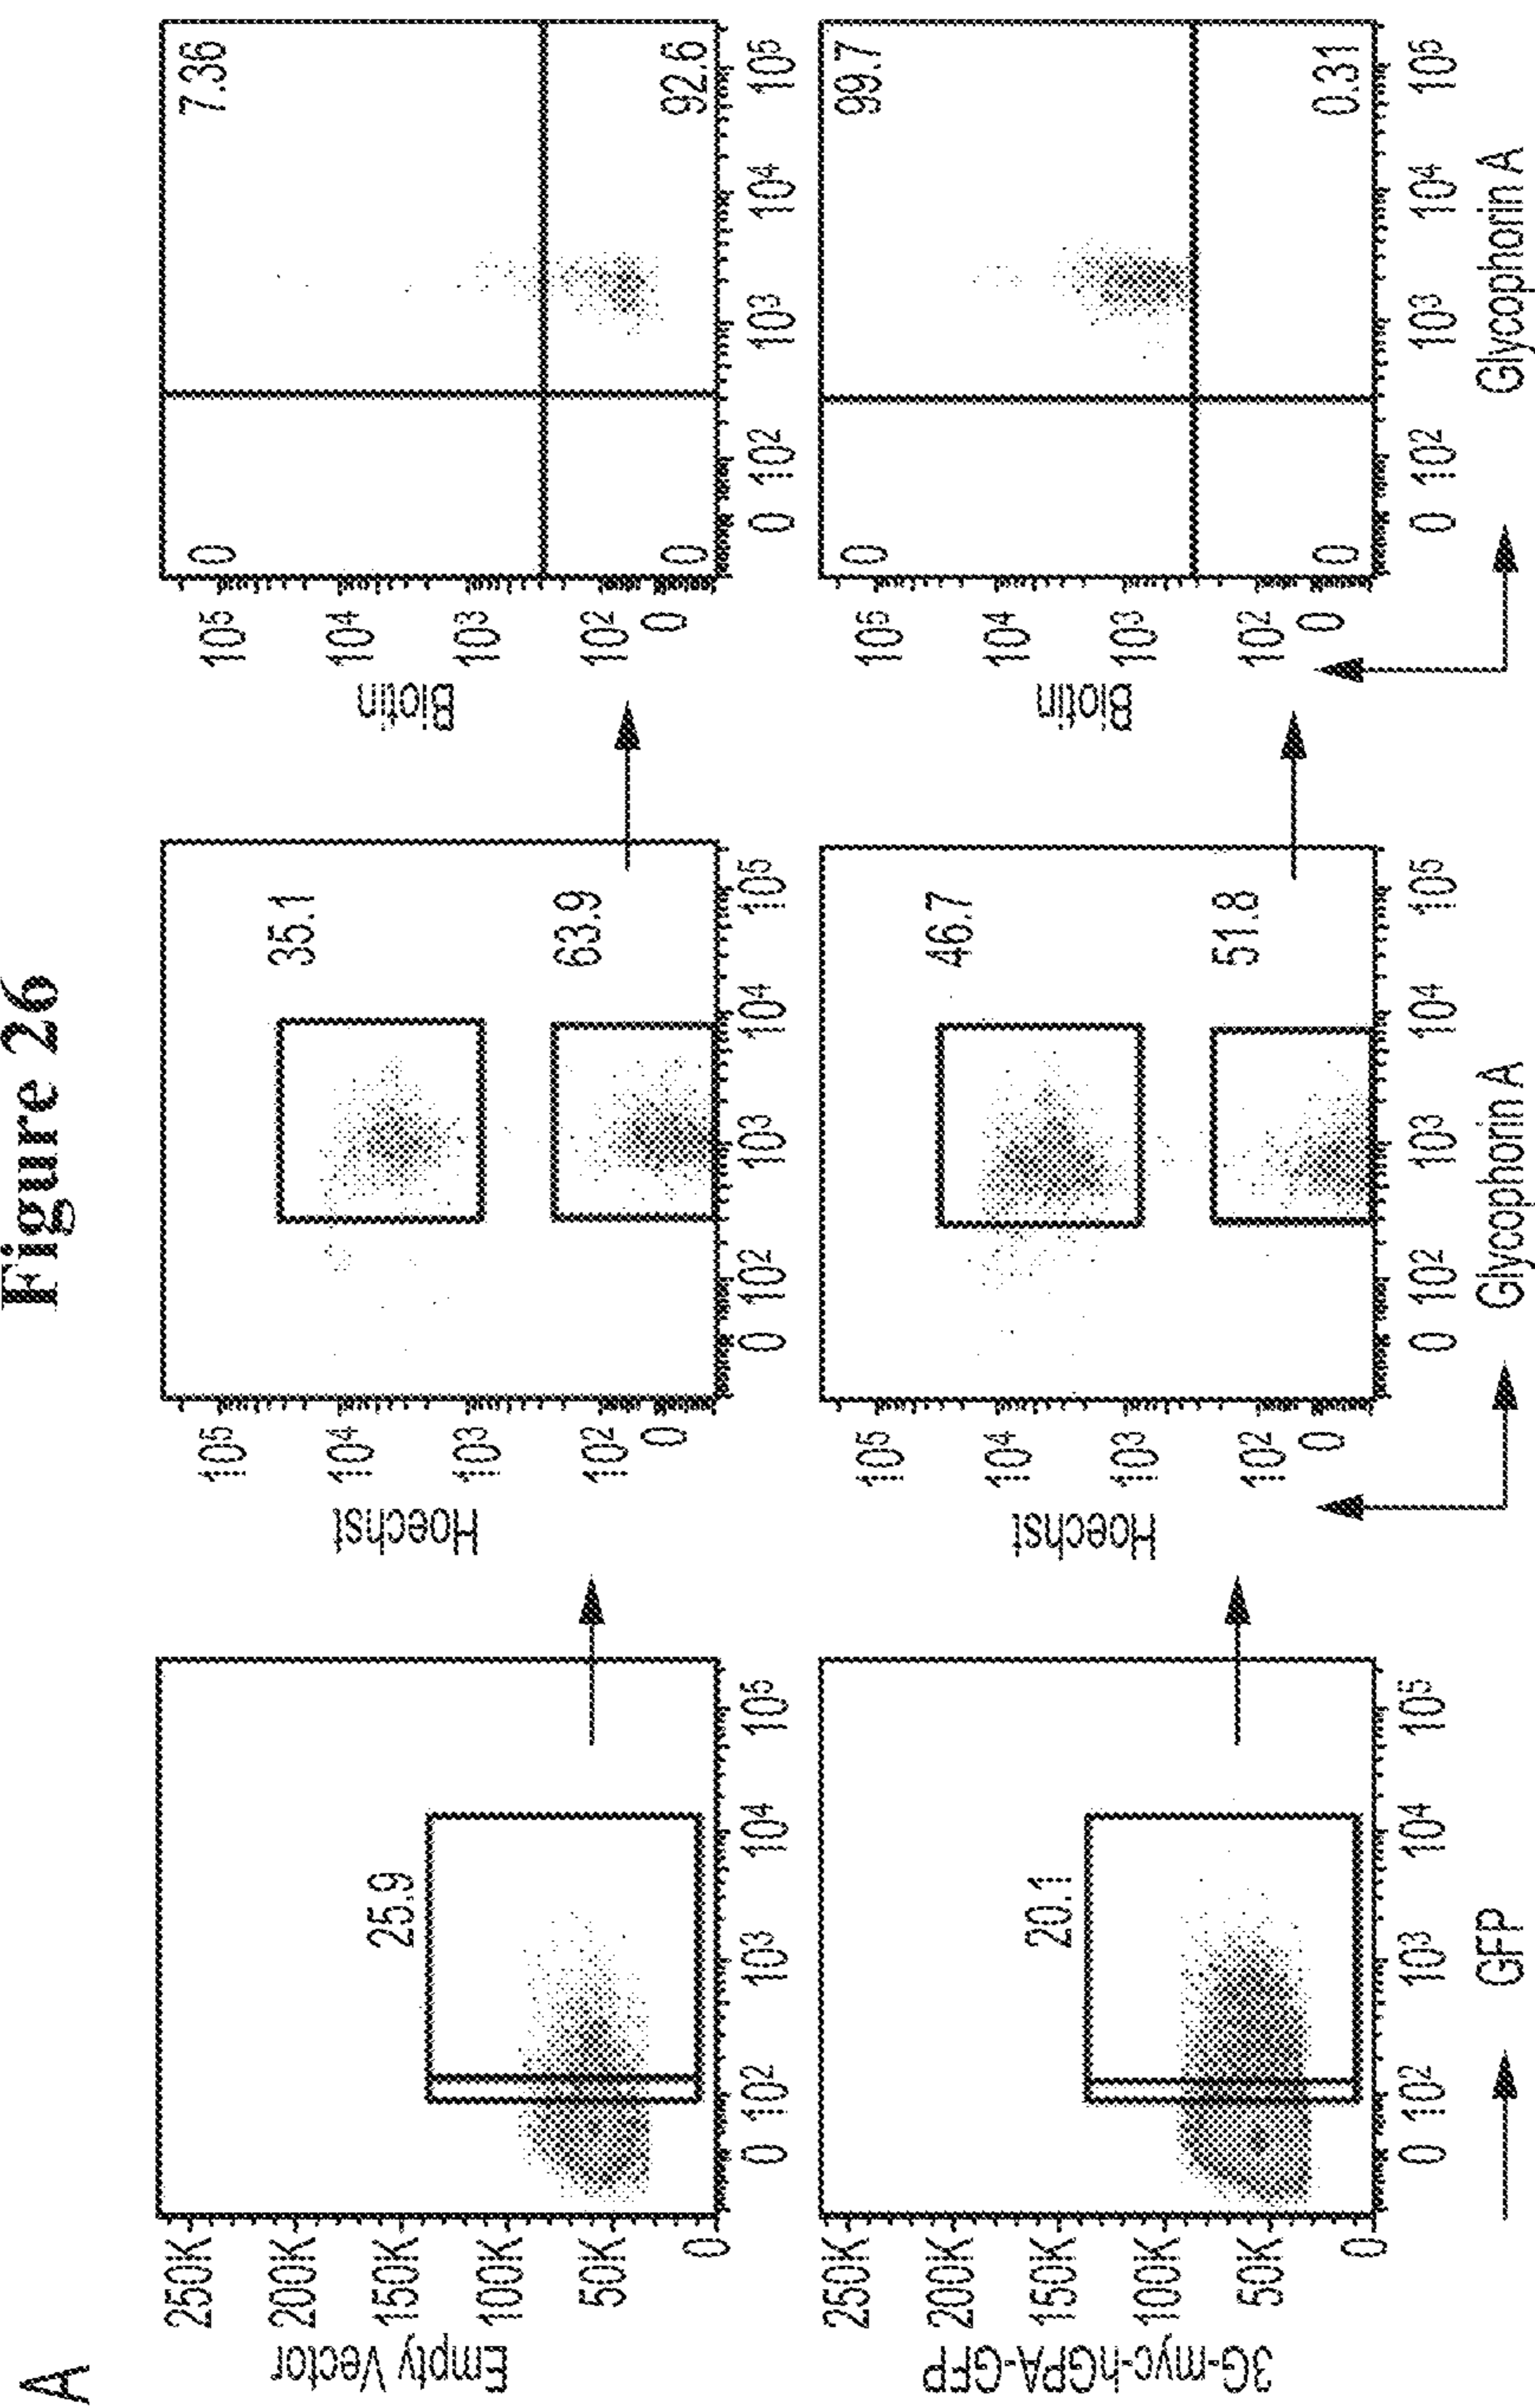 Figure 26
A
Empty Vector
250K
200K
150K
100K
50K
0
25.9
0 10² 10³ 10⁴ 10⁵
Hoechst
10⁵
10⁴
10³
10²
0
35.1
63.9
0 10² 10³ 10⁴ 10⁵
Biotin
10⁵
10⁴
10³
10²
0
0
7.36
0
92.6
0 10² 10³ 10⁴ 10⁵
3G-myc-hGPA-GFP
250K
200K
150K
100K
50K
0
20.1
0 10² 10³ 10⁴ 10⁵
GFP
Hoechst
10⁵
10⁴
10³
10²
0
46.7
51.8
0 10² 10³ 10⁴ 10⁵
Glycophorin A
Biotin
10⁵
10⁴
10³
10²
0
0
99.7
0
0.31
0 10² 10³ 10⁴ 10⁵
Glycophorin A